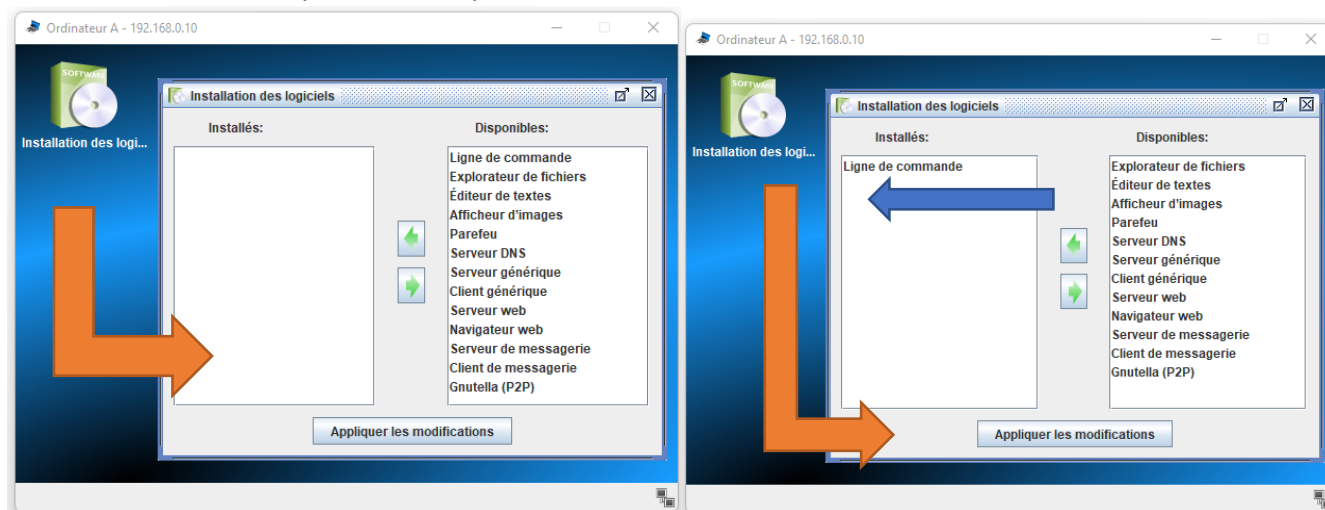 Ordinateur A - 192.168.0.10
SOFTWARE
Installation des logi...
Installation des logiciels
Installés:
Disponibles:
Ligne de commande
Explorateur de fichiers
Éditeur de textes
Afficheur d'images
Parefeu
Serveur DNS
Serveur générique
Client générique
Serveur web
Navigateur web
Serveur de messagerie
Client de messagerie
Gnutella (P2P)
Appliquer les modifications
Ordinateur A - 192.168.0.10
SOFTWARE
Installation des logi...
Installation des logiciels
Installés:
Disponibles:
Ligne de commande
Explorateur de fichiers
Éditeur de textes
Afficheur d'images
Parefeu
Serveur DNS
Serveur générique
Client générique
Serveur web
Navigateur web
Serveur de messagerie
Client de messagerie
Gnutella (P2P)
Appliquer les modifications